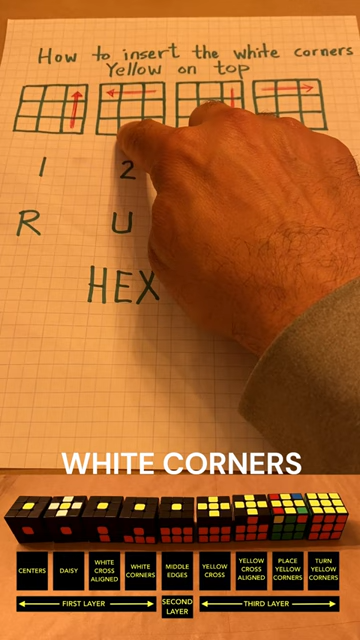 How to insert the white corners
Yellow on top
1 2
R U
HEX
WHITE CORNERS
CENTERS
DAISY
WHITE CROSS ALIGNED
WHITE CORNERS
MIDDLE EDGES
YELLOW CROSS
YELLOW CROSS ALIGNED
PLACE YELLOW CORNERS
TURN YELLOW CORNERS
FIRST LAYER
SECOND LAYER
THIRD LAYER